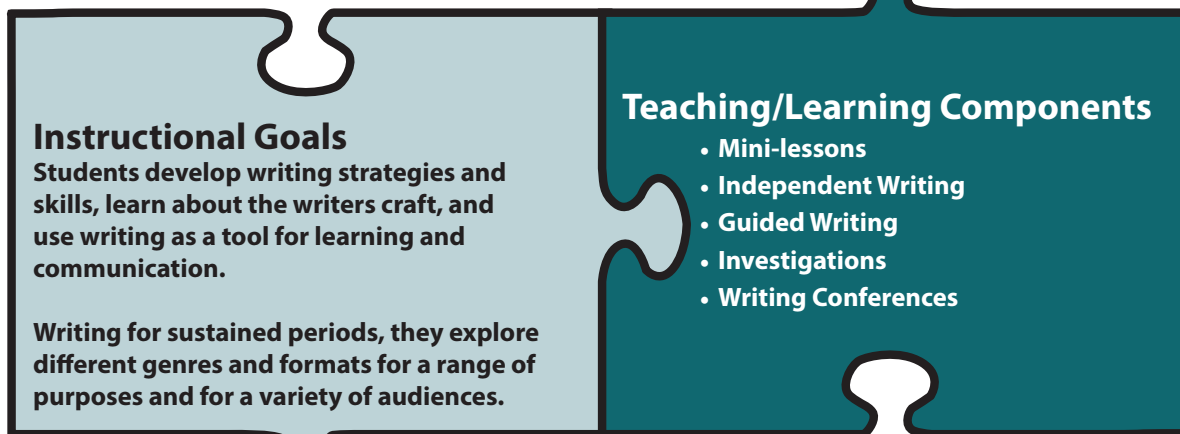 Instructional Goals
Students develop writing strategies and
skills, learn about the writers craft, and
use writing as a tool for learning and
communication.
Writing for sustained periods, they explore
different genres and formats for a range of
purposes and for a variety of audiences.
Teaching/Learning Components
• Mini-lessons
• Independent Writing
• Guided Writing
• Investigations
• Writing Conferences